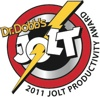 Dr. Dobb's
JOLT
2011 JOLT PRODUCTIVITY AWARD